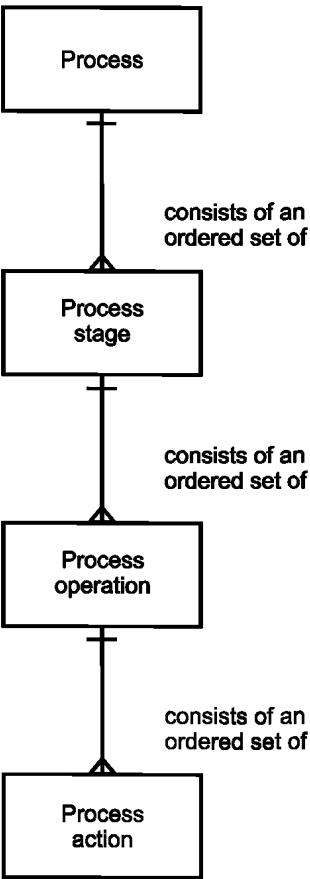 Process
consists of an
ordered set of
Process
stage
consists of an
ordered set of
Process
operation
consists of an
ordered set of
Process
action